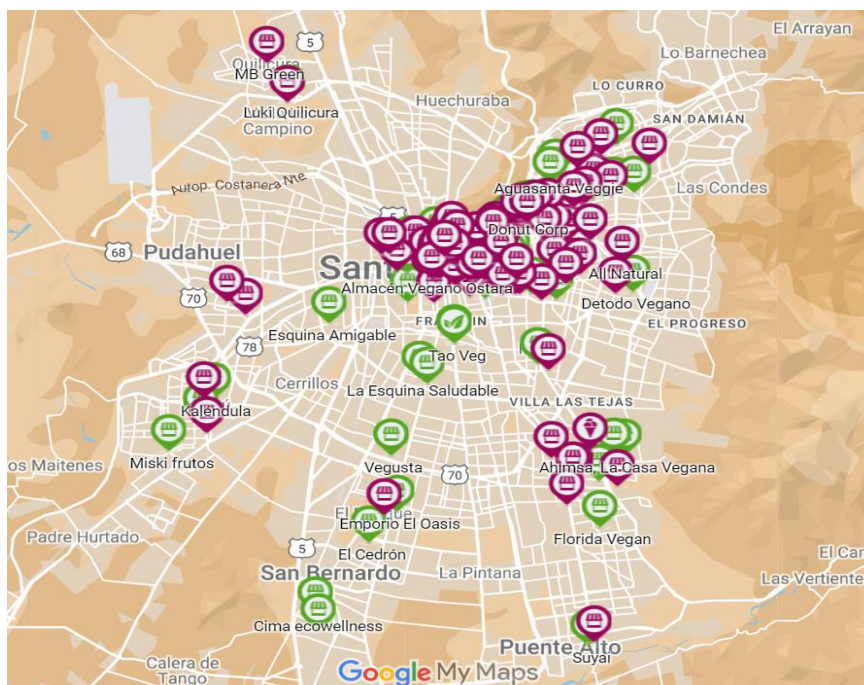 El Arrayan
5
Lo Barnechea
Quilicura
MB Green
LO CURRO
Huechuraba
Luki Quilicura
SAN DAMIÁN
Campino
Autop. Costanera Nte.
Aguasanta Veggie
Las Condes
Donut Corp
68
Pudahuel
All Natural
Almacén Vegano Ostara
70
Detodo Vegano
Esquina Amigable
EL PROGRESO
78
Tao Veg
Cerrillos
La Esquina Saludable
VILLA LAS TEJAS
Kaléndula
Miski frutos
os Maitenes
Vegusta
Ahimsa, La Casa Vegana
70
Emporio El Oasis
Padre Hurtado
Florida Vegan
5
El Cedrón
San Bernardo
La Pintana
Las Vertiente
Cima ecowellness
Puente Alto
Suyai
Calera de
Tango
Google My Maps